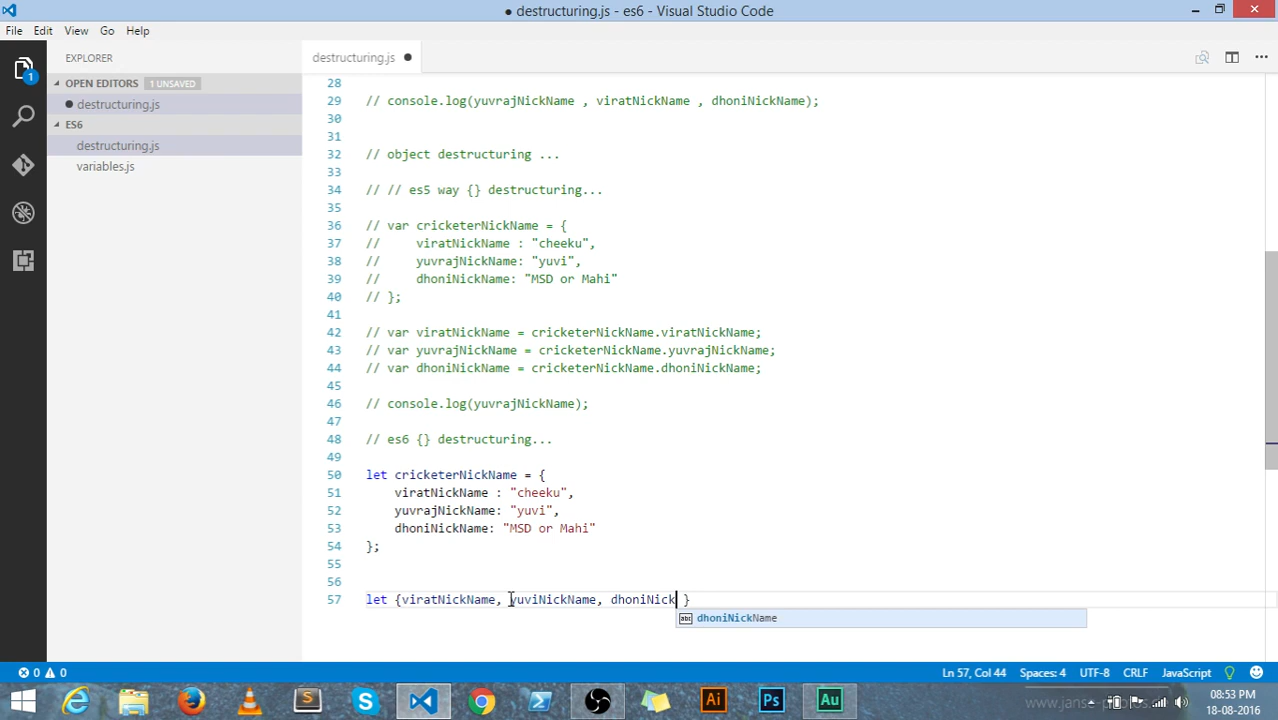 destructuring.js - es6 - Visual Studio Code
File Edit View Go Help
EXPLORER
destructuring.js
OPEN EDITORS 1 UNSAVED
destructuring.js
ES6
destructuring.js
variables.js
1
28
29 // console.log(yuvrajNickName , viratNickName , dhoniNickName);
30
31
32 // object destructuring ...
33
34 // // es5 way {} destructuring...
35
36 // var cricketerNickName = {
37 //     viratNickName : "cheeku",
38 //     yuvrajNickName: "yuvi",
39 //     dhoniNickName: "MSD or Mahi"
40 // };
41
42 // var viratNickName = cricketerNickName.viratNickName;
43 // var yuvrajNickName = cricketerNickName.yuvrajNickName;
44 // var dhoniNickName = cricketerNickName.dhoniNickName;
45
46 // console.log(yuvrajNickName);
47
48 // es6 {} destructuring...
49
50 let cricketerNickName = {
51     viratNickName : "cheeku",
52     yuvrajNickName: "yuvi",
53     dhoniNickName: "MSD or Mahi"
54 };
55
56
57 let {viratNickName, yuviNickName, dhoniNick }
abc dhoniNickName
0 0 Ln 57, Col 44 Spaces: 4 UTF-8 CRLF JavaScript
Ai Ps Au
08:53 PM
18-08-2016